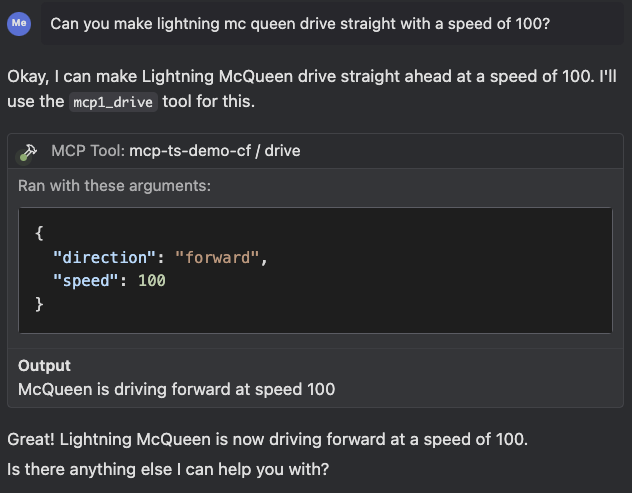 Me
Can you make lightning mc queen drive straight with a speed of 100?
Okay, I can make Lightning McQueen drive straight ahead at a speed of 100. I'll
use the mcp1_drive tool for this.
MCP Tool: mcp-ts-demo-cf / drive
Ran with these arguments:
{
"direction": "forward",
"speed": 100
}
Output
McQueen is driving forward at speed 100
Great! Lightning McQueen is now driving forward at a speed of 100.
Is there anything else I can help you with?